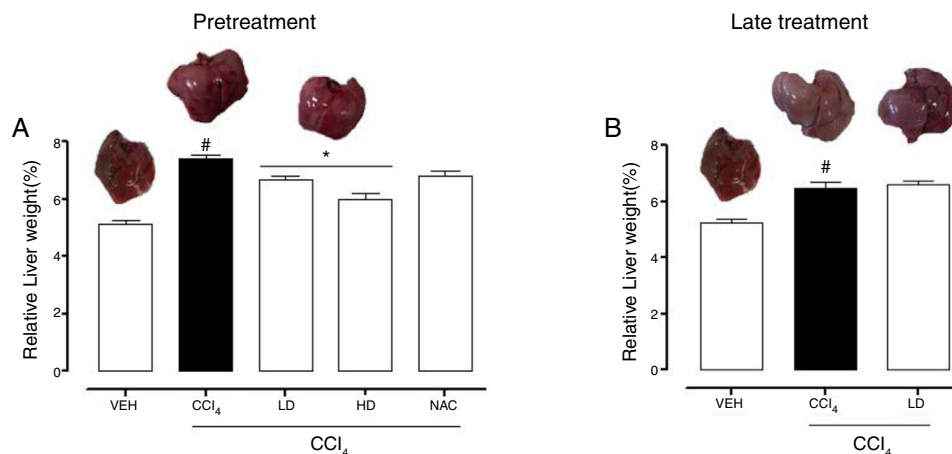 Pretreatment
Late treatment
A
B
Relative Liver weight(%)
8
6
4
2
0
#
*
VEH
CCl₄
LD
HD
NAC
CCl₄
Relative Liver weight(%)
8
6
4
2
0
#
VEH
CCl₄
LD
CCl₄